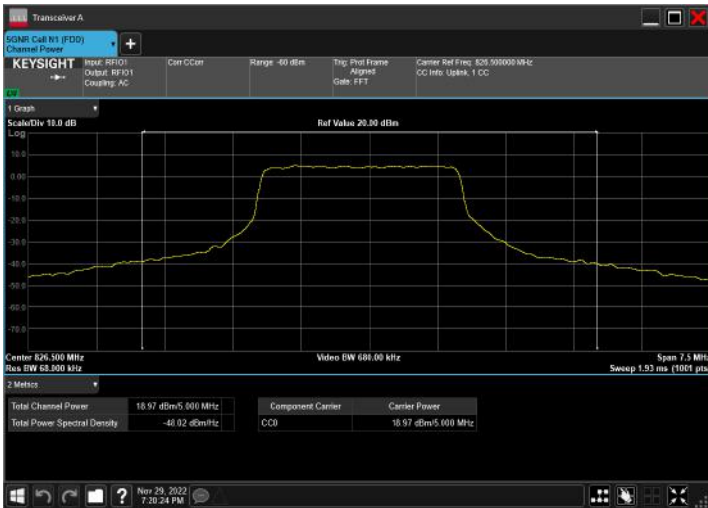 Transceiver A
5GNR Cell N1 (FDD)
Channel Power
+
KEYSIGHT
Input: RFIO1
Output: RFIO1
Coupling: AC
Corr CCorr
Range: -60 dBm
Trig: Prot Frame
Aligned
Gate: FFT
Carrier Ref Freq: 826.500000 MHz
CC Info: Uplink, 1 CC
1 Graph
Scale/Div 10.0 dB
Ref Value 20.00 dBm
Log
10.0
0.00
-10.0
-20.0
-30.0
-40.0
-50.0
-60.0
-70.0
Center 826.500 MHz
Video BW 680.00 kHz
Span 7.5 MHz
Res BW 68.000 kHz
Sweep 1.93 ms (1001 pts
2 Metrics
Total Channel Power 18.97 dBm/5.000 MHz
Total Power Spectral Density -48.02 dBm/Hz
Component Carrier Carrier Power
CC0 18.97 dBm/5.000 MHz
?
Nov 29, 2022
7:20:24 PM